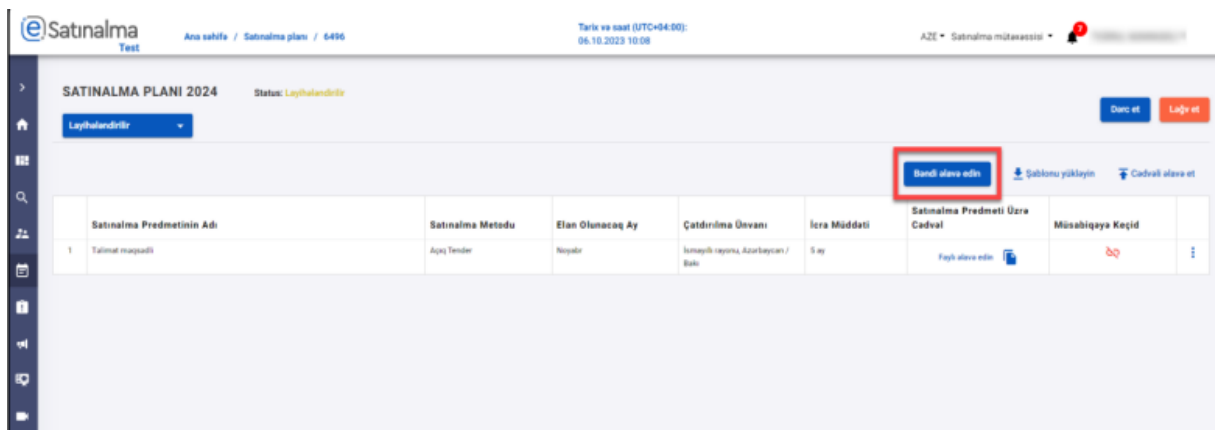 eSatınalma
Test
Ana səhifə / Satınalma planı / 6496
Tarix və saat (UTC+04:00):
06.10.2023 10:08
AZE
Satınalma mütəxəssisi
7
SATINALMA PLANI 2024
Status: Layihələndirilir
Layihələndirilir
Dərc et
Ləğv et
Bəndi əlavə edin
Şablonu yükləyin
Cədvəli əlavə et
Satınalma Predmetinin Adı
Satınalma Metodu
Elan Olunacaq Ay
Çatdırılma Ünvanı
İcra Müddəti
Satınalma Predmeti Üzrə
Cədvəl
Müsabiqəyə Keçid
1
Təlimat məqsədli
Açıq Tender
Noyabr
İsmayıllı rayonu, Azərbaycan /
Bakı
5 ay
Faylı əlavə edin